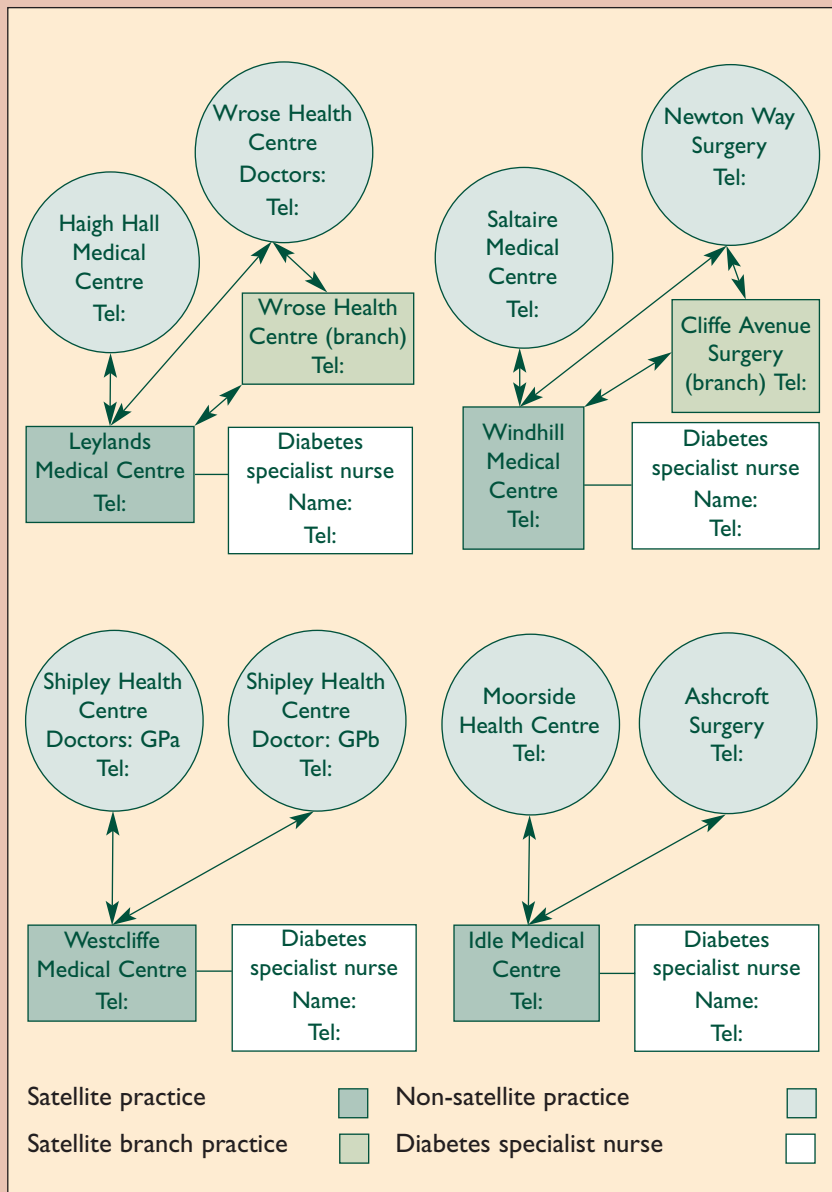 Wrose Health
Centre
Doctors:
Tel:
Haigh Hall
Medical
Centre
Tel:
Wrose Health
Centre (branch)
Tel:
Leylands
Medical Centre
Tel:
Diabetes
specialist nurse
Name:
Tel:
Newton Way
Surgery
Tel:
Saltaire
Medical
Centre
Tel:
Cliffe Avenue
Surgery
(branch) Tel:
Windhill
Medical
Centre
Tel:
Diabetes
specialist nurse
Name:
Tel:
Shipley Health
Centre
Doctors: GPa
Tel:
Shipley Health
Centre
Doctor: GPb
Tel:
Westcliffe
Medical Centre
Tel:
Diabetes
specialist nurse
Name:
Tel:
Moorside
Health Centre
Tel:
Ashcroft
Surgery
Tel:
Idle Medical
Centre
Tel:
Diabetes
specialist nurse
Name:
Tel:
Satellite practice
Non-satellite practice
Satellite branch practice
Diabetes specialist nurse